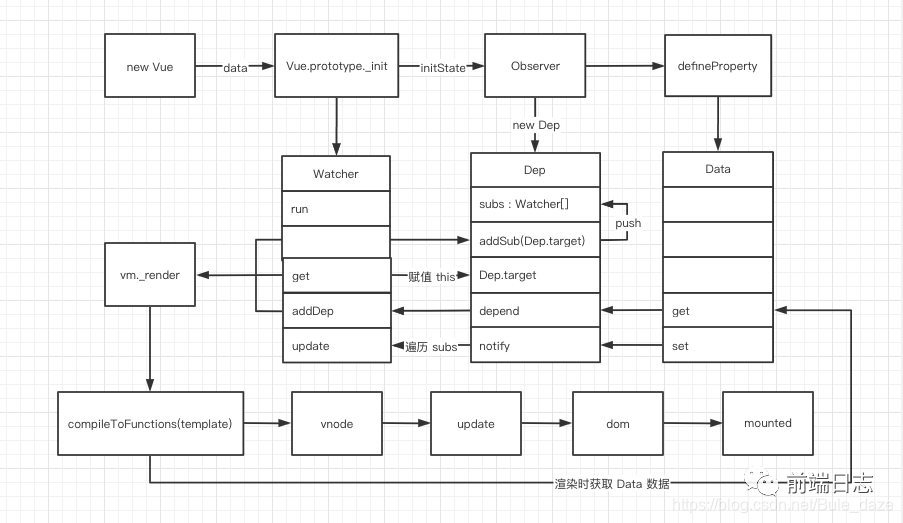 new Vue
data
Vue.prototype._init
initState
Observer
defineProperty
new Dep
Watcher
run
get
addDep
update
Dep
subs : Watcher[]
push
addSub(Dep.target)
赋值 this
Dep.target
depend
遍历 subs
notify
Data
get
set
vm._render
compileToFunctions(template)
vnode
update
dom
mounted
渲染时获取 Data 数据
前端日志
https://blog.csdn.net/Bule_daze